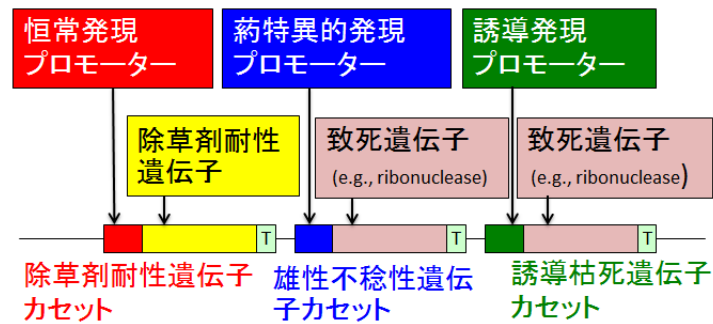 恒常発現
プロモーター
葯特異的発現
プロモーター
誘導発現
プロモーター
除草剤耐性
遺伝子
致死遺伝子
(e.g., ribonuclease)
致死遺伝子
(e.g., ribonuclease)
T
T
T
除草剤耐性遺伝子
カセット
雄性不稔性遺伝
子カセット
誘導枯死遺伝子
カセット